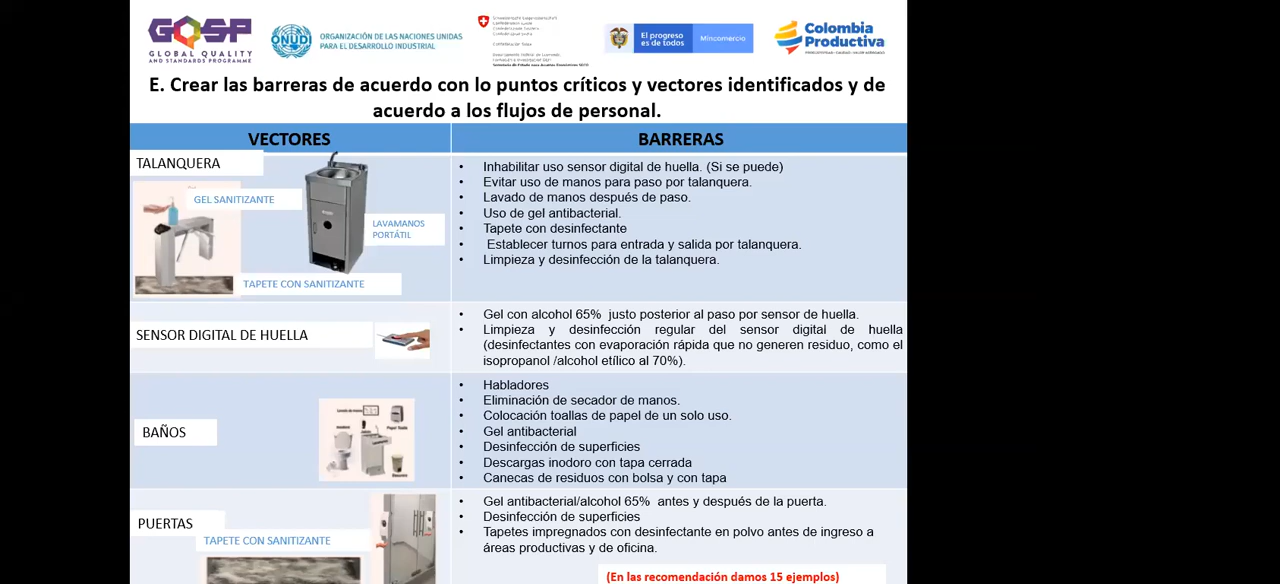 GQSP
GLOBAL QUALITY
AND STANDARDS PROGRAMME
ONUDI
ORGANIZACIÓN DE LAS NACIONES UNIDAS
PARA EL DESARROLLO INDUSTRIAL
El progreso
es de todos
Mincomercio
Colombia
Productiva
E. Crear las barreras de acuerdo con lo puntos críticos y vectores identificados y de
acuerdo a los flujos de personal.
VECTORES
BARRERAS
TALANQUERA
GEL SANITIZANTE
LAVAMANOS
PORTÁTIL
TAPETE CON SANITIZANTE
• Inhabilitar uso sensor digital de huella. (Si se puede)
• Evitar uso de manos para paso por talanquera.
• Lavado de manos después de paso.
• Uso de gel antibacterial.
• Tapete con desinfectante
• Establecer turnos para entrada y salida por talanquera.
• Limpieza y desinfección de la talanquera.
SENSOR DIGITAL DE HUELLA
• Gel con alcohol 65% justo posterior al paso por sensor de huella.
• Limpieza y desinfección regular del sensor digital de huella
(desinfectantes con evaporación rápida que no generen residuo, como el
isopropanol /alcohol etílico al 70%).
BAÑOS
• Habladores
• Eliminación de secador de manos.
• Colocación toallas de papel de un solo uso.
• Gel antibacterial
• Desinfección de superficies
• Descargas inodoro con tapa cerrada
• Canecas de residuos con bolsa y con tapa
PUERTAS
TAPETE CON SANITIZANTE
• Gel antibacterial/alcohol 65% antes y después de la puerta.
• Desinfección de superficies
• Tapetes impregnados con desinfectante en polvo antes de ingreso a
áreas productivas y de oficina.
(En las recomendación damos 15 ejemplos)